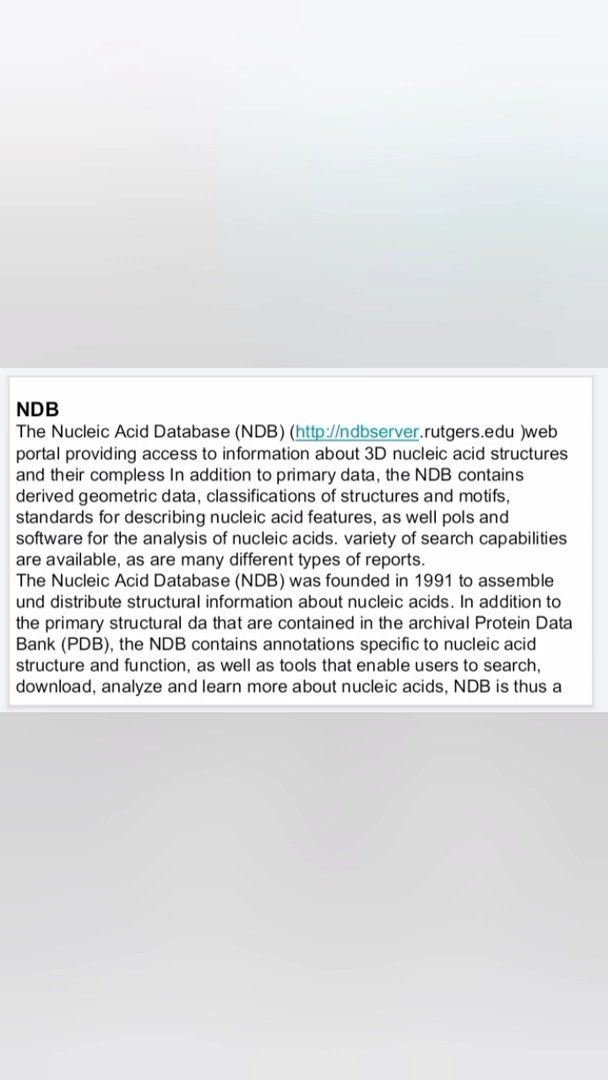 NDB
The Nucleic Acid Database (NDB) (http://ndbserver.rutgers.edu )web
portal providing access to information about 3D nucleic acid structures
and their compless In addition to primary data, the NDB contains
derived geometric data, classifications of structures and motifs,
standards for describing nucleic acid features, as well pols and
software for the analysis of nucleic acids. variety of search capabilities
are available, as are many different types of reports.
The Nucleic Acid Database (NDB) was founded in 1991 to assemble
und distribute structural information about nucleic acids. In addition to
the primary structural da that are contained in the archival Protein Data
Bank (PDB), the NDB contains annotations specific to nucleic acid
structure and function, as well as tools that enable users to search,
download, analyze and learn more about nucleic acids, NDB is thus a